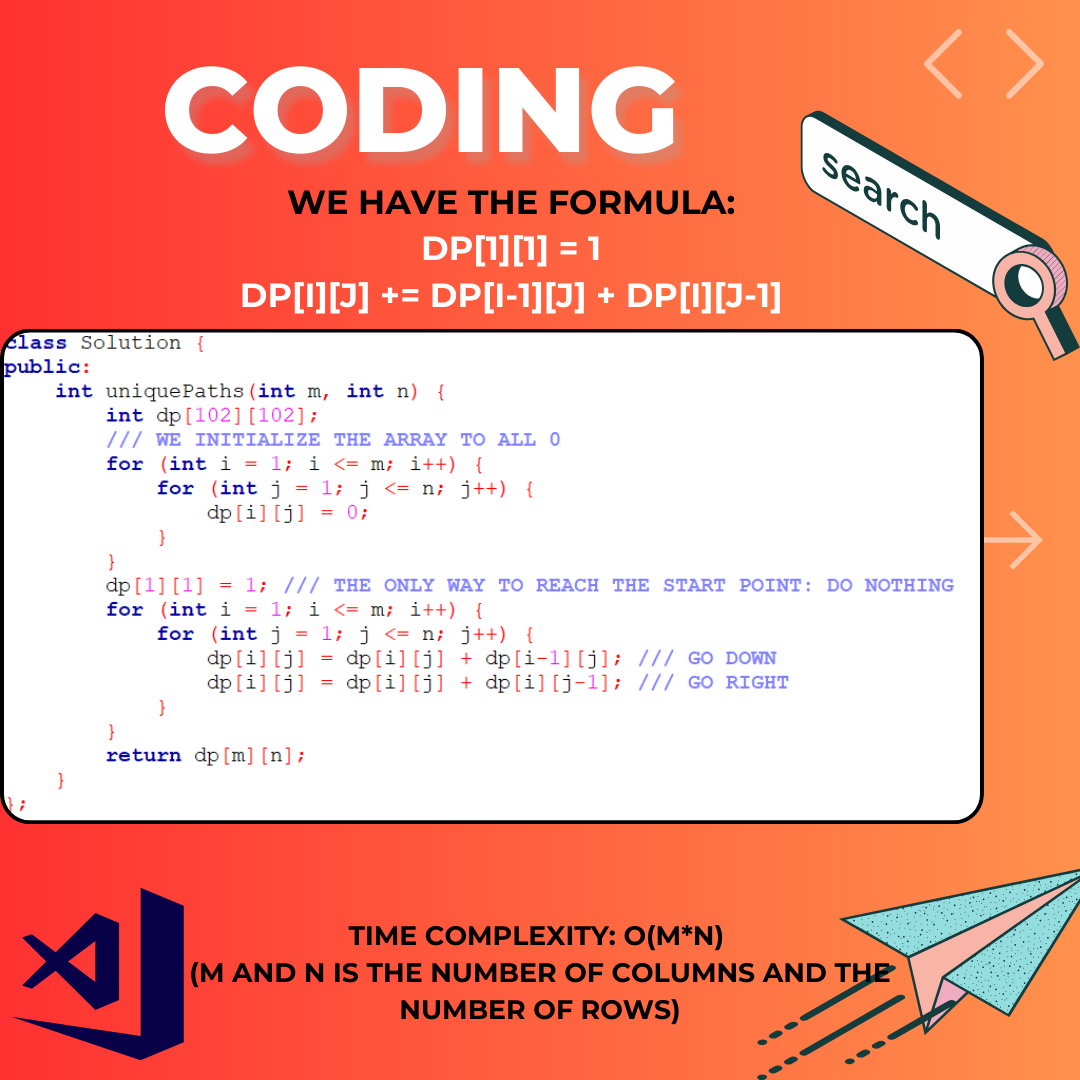 CODING
search
WE HAVE THE FORMULA:
DP[1][1] = 1
DP[I][J] += DP[I-1][J] + DP[I][J-1]
class Solution {
public:
    int uniquePaths(int m, int n) {
        int dp[102][102];
        /// WE INITIALIZE THE ARRAY TO ALL 0
        for (int i = 1; i <= m; i++) {
            for (int j = 1; j <= n; j++) {
                dp[i][j] = 0;
            }
        }
        dp[1][1] = 1; /// THE ONLY WAY TO REACH THE START POINT: DO NOTHING
        for (int i = 1; i <= m; i++) {
            for (int j = 1; j <= n; j++) {
                dp[i][j] = dp[i][j] + dp[i-1][j]; /// GO DOWN
                dp[i][j] = dp[i][j] + dp[i][j-1]; /// GO RIGHT
            }
        }
        return dp[m][n];
    }
};
TIME COMPLEXITY: O(M*N)
(M AND N IS THE NUMBER OF COLUMNS AND THE
NUMBER OF ROWS)